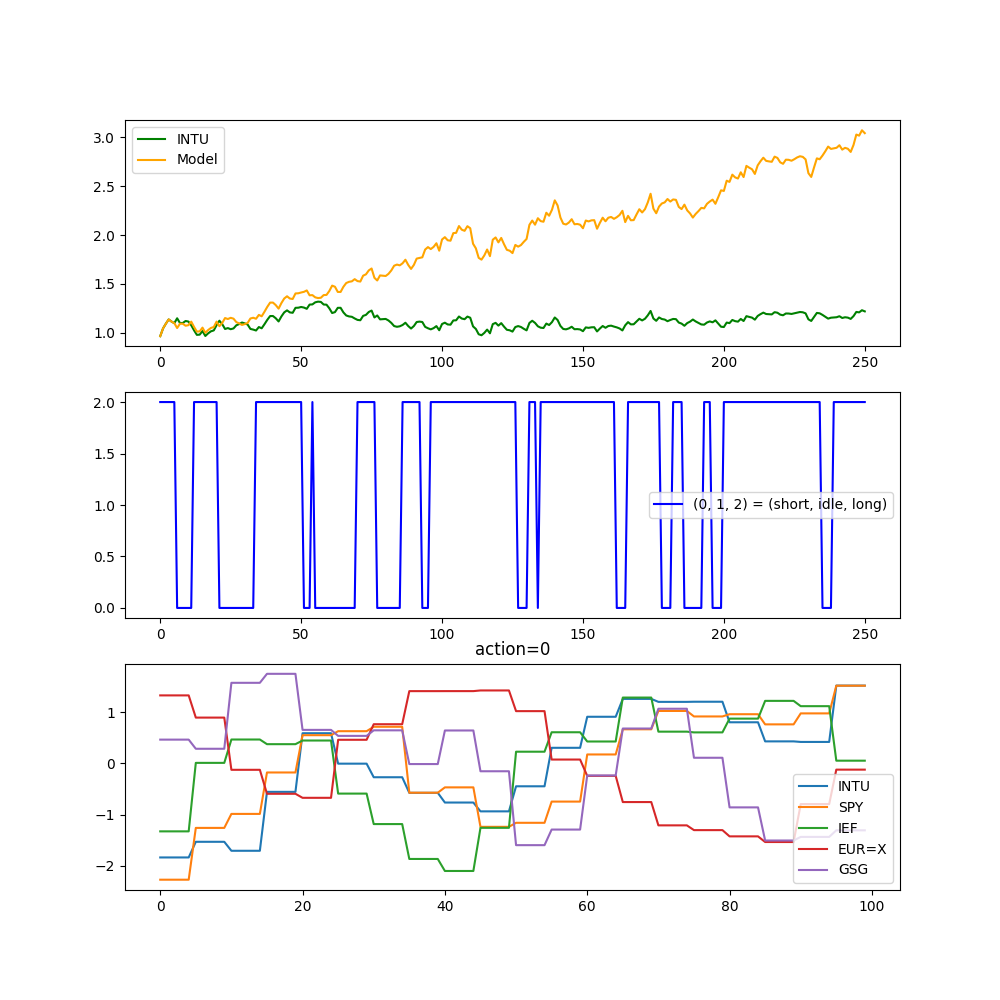 INTU
Model
3.0
2.5
2.0
1.5
1.0
0 50 100 150 200 250
2.0
1.5
1.0
0.5
0.0
(0, 1, 2) = (short, idle, long)
0 50 100 150 200 250
action=0
1
0
−1
−2
INTU
SPY
IEF
EUR=X
GSG
0 20 40 60 80 100